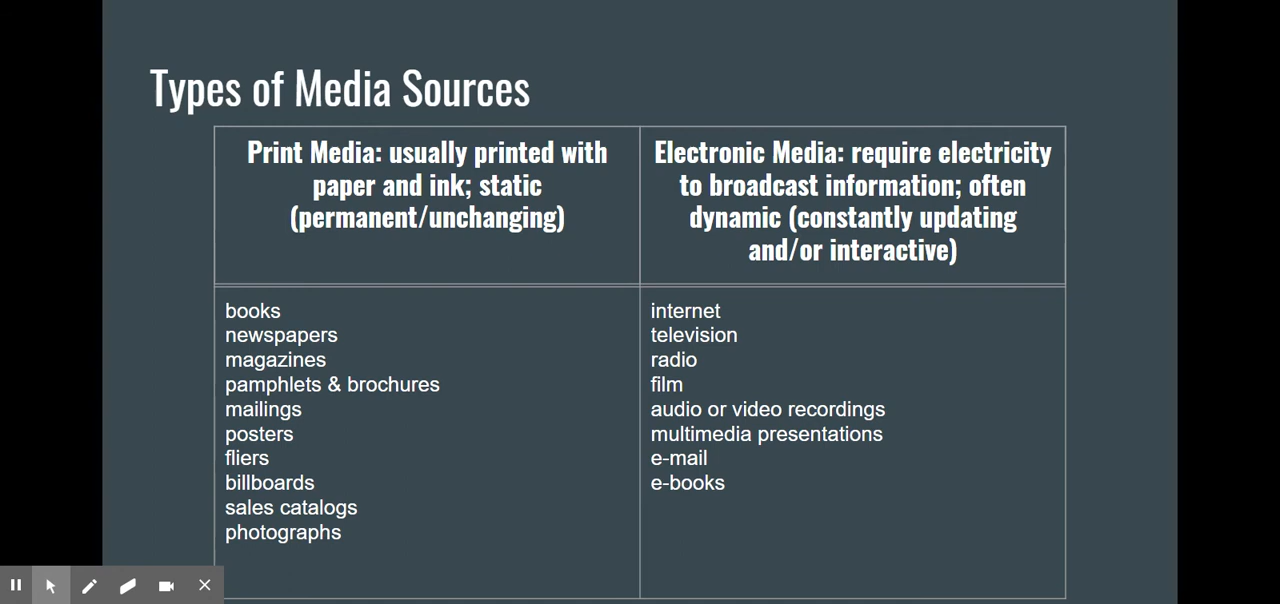 Types of Media Sources
Print Media: usually printed with
paper and ink; static
(permanent/unchanging)
Electronic Media: require electricity
to broadcast information; often
dynamic (constantly updating
and/or interactive)
books
newspapers
magazines
pamphlets & brochures
mailings
posters
fliers
billboards
sales catalogs
photographs
internet
television
radio
film
audio or video recordings
multimedia presentations
e-mail
e-books